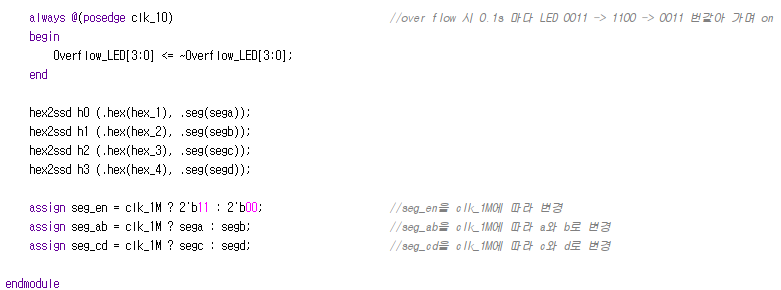 always @(posedge clk_10) //over flow 시 0.1s 마다 LED 0011 -> 1100 -> 0011 번갈아 가며 on
begin
Overflow_LED[3:0] <= ~Overflow_LED[3:0];
end
hex2ssd h0 (.hex(hex_1), .seg(sega));
hex2ssd h1 (.hex(hex_2), .seg(segb));
hex2ssd h2 (.hex(hex_3), .seg(segc));
hex2ssd h3 (.hex(hex_4), .seg(segd));
assign seg_en = clk_1M ? 2'b11 : 2'b00; //seg_en을 clk_1M에 따라 변경
assign seg_ab = clk_1M ? sega : segb; //seg_ab을 clk_1M에 따라 a와 b로 변경
assign seg_cd = clk_1M ? segc : segd; //seg_cd을 clk_1M에 따라 c와 d로 변경
endmodule